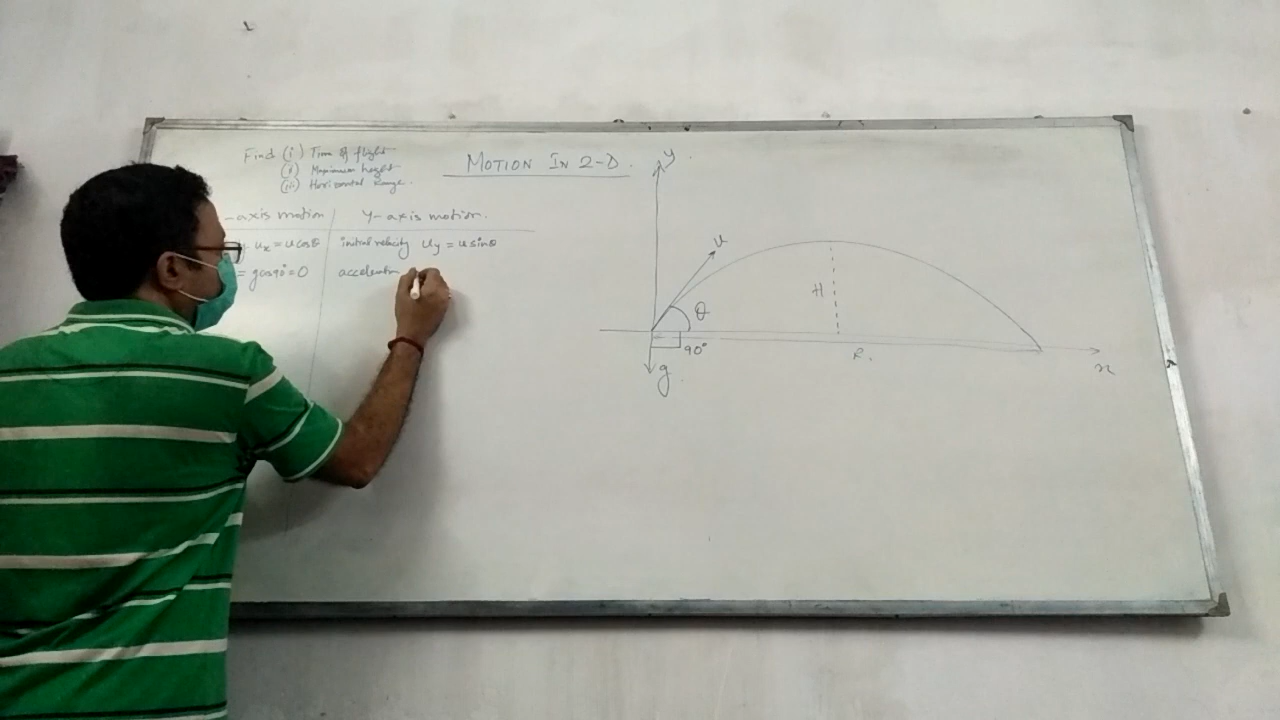 Find (i) Time of flight
(ii) Maximum height
(iii) Horizontal Range.
MOTION IN 2-D.
-axis motion
Y-axis motion.
y uₓ = u cosθ
initial velocity uy = u sinθ
= g cos90° = 0
acceleratn
y
u
θ
H
90°
R.
x
g